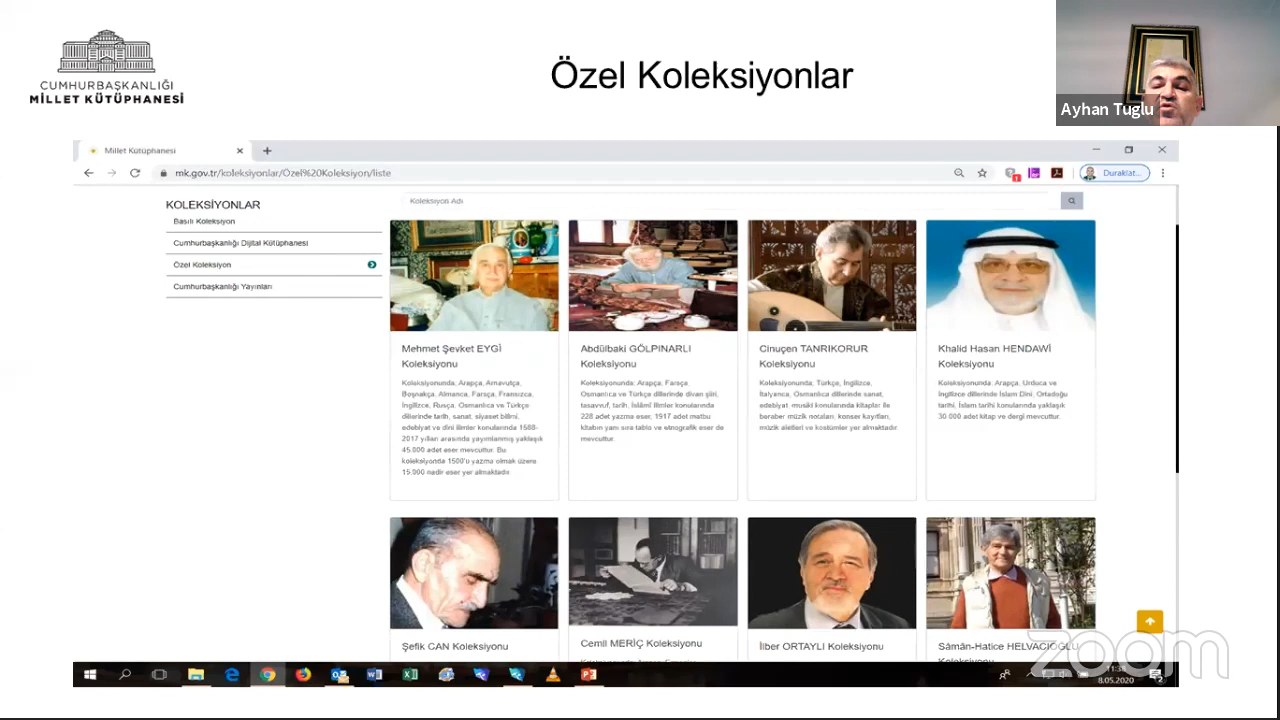 CUMHURBAŞKANLIĞI
MİLLET KÜTÜPHANESİ
Özel Koleksiyonlar
Ayhan Tuglu
Millet Kütüphanesi
mk.gov.tr/koleksiyonlar/Özel%20Koleksiyon/liste
Duraklat...
KOLEKSİYONLAR
Basılı Koleksiyon
Cumhurbaşkanlığı Dijital Kütüphanesi
Özel Koleksiyon
Cumhurbaşkanlığı Yayınları
Koleksiyon Adı
Mehmet Şevket EYGİ
Koleksiyonu
Koleksiyonunda, Arapça, Arnavutça,
Boşnakça, Almanca, Farsça, Fransızca,
İngilizce, Rusça, Osmanlıca ve Türkçe
dillerinde tarih, sanat, siyaset bilimi,
edebiyat ve dini ilimler konularında 1588-
2017 yılları arasında yayımlanmış yaklaşık
45.000 adet eser mevcuttur. Bu
koleksiyonda 1500'ü yazma olmak üzere
15.000 nadir eser yer almaktadır
Abdülbaki GÖLPINARLI
Koleksiyonu
Koleksiyonunda; Arapça, Farsça,
Osmanlıca ve Türkçe dillerinde divan şiiri,
tasavvuf, tarih, İslâmî ilimler konularında
228 adet yazma eser, 1917 adet matbu
kitabın yanı sıra tablo ve etnografik eser de
mevcuttur.
Cinuçen TANRIKORUR
Koleksiyonu
Koleksiyonunda, Türkçe, İngilizce,
İtalyanca, Osmanlıca dillerinde sanat,
edebiyat, musiki konularında kitaplar ile
beraber müzik notaları, konser kayıtları,
müzik aletleri ve kostümler yer almaktadır.
Khalid Hasan HENDAWİ
Koleksiyonu
Koleksiyonunda: Arapça, Urduca ve
İngilizce dillerinde İslam Dini, Ortadoğu
tarihi, İslam tarihi konularında yaklaşık
30.000 adet kitap ve dergi mevcuttur.
Şefik CAN Koleksiyonu
Cemil MERİÇ Koleksiyonu
İlber ORTAYLI Koleksiyonu
Sâmân-Hatice HELVACIOĞLU
Koleksiyonu
zoom
11:38
8.05.2020